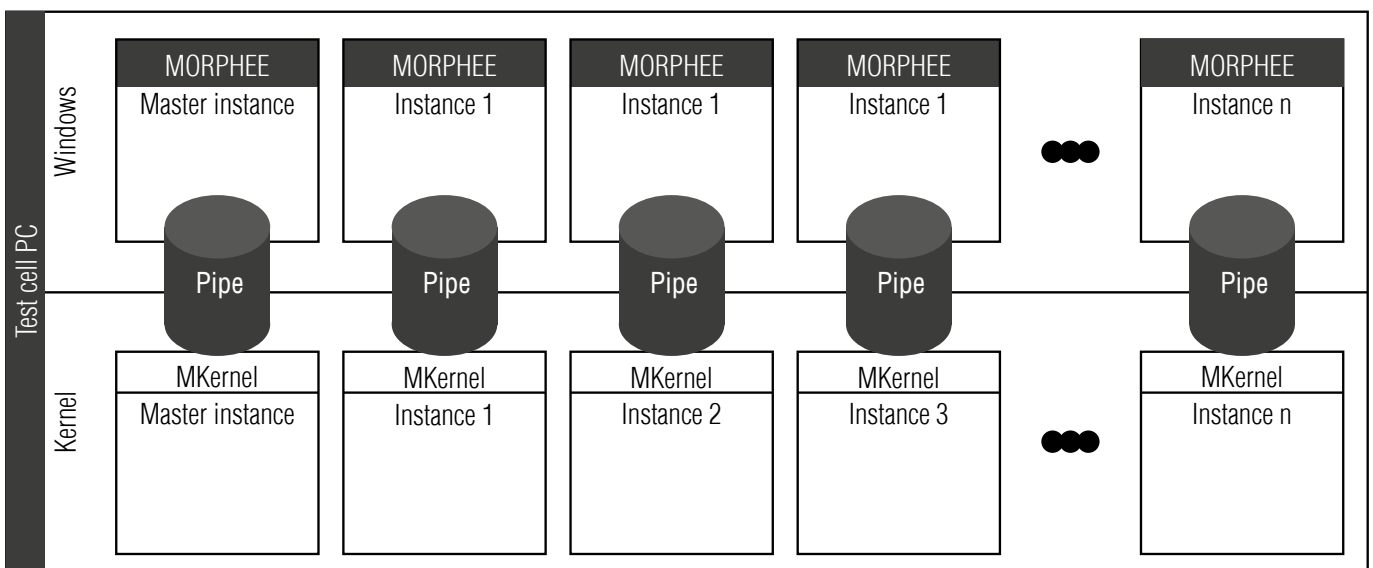 Test cell PC
Windows
MORPHEE
Master instance
MORPHEE
Instance 1
MORPHEE
Instance 1
MORPHEE
Instance 1
MORPHEE
Instance n
Pipe
Pipe
Pipe
Pipe
Pipe
Kernel
MKernel
Master instance
MKernel
Instance 1
MKernel
Instance 2
MKernel
Instance 3
MKernel
Instance n